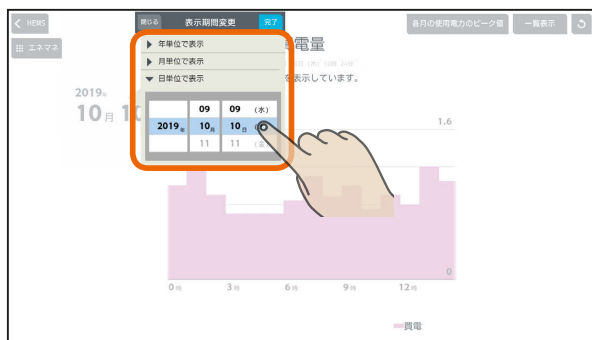 HEMS
閉じる 表示期間変更 完了
各月の使用電力のピーク値 一覧表示
エネマネ
▶ 年単位で表示
▶ 月単位で表示
▼ 日単位で表示
電量
を表示しています。
2019年
10月 10
09 09 (水)
2019年 10月 10日
11 11 (金)
1.6
0
0時 3時 6時 9時 12時
買電